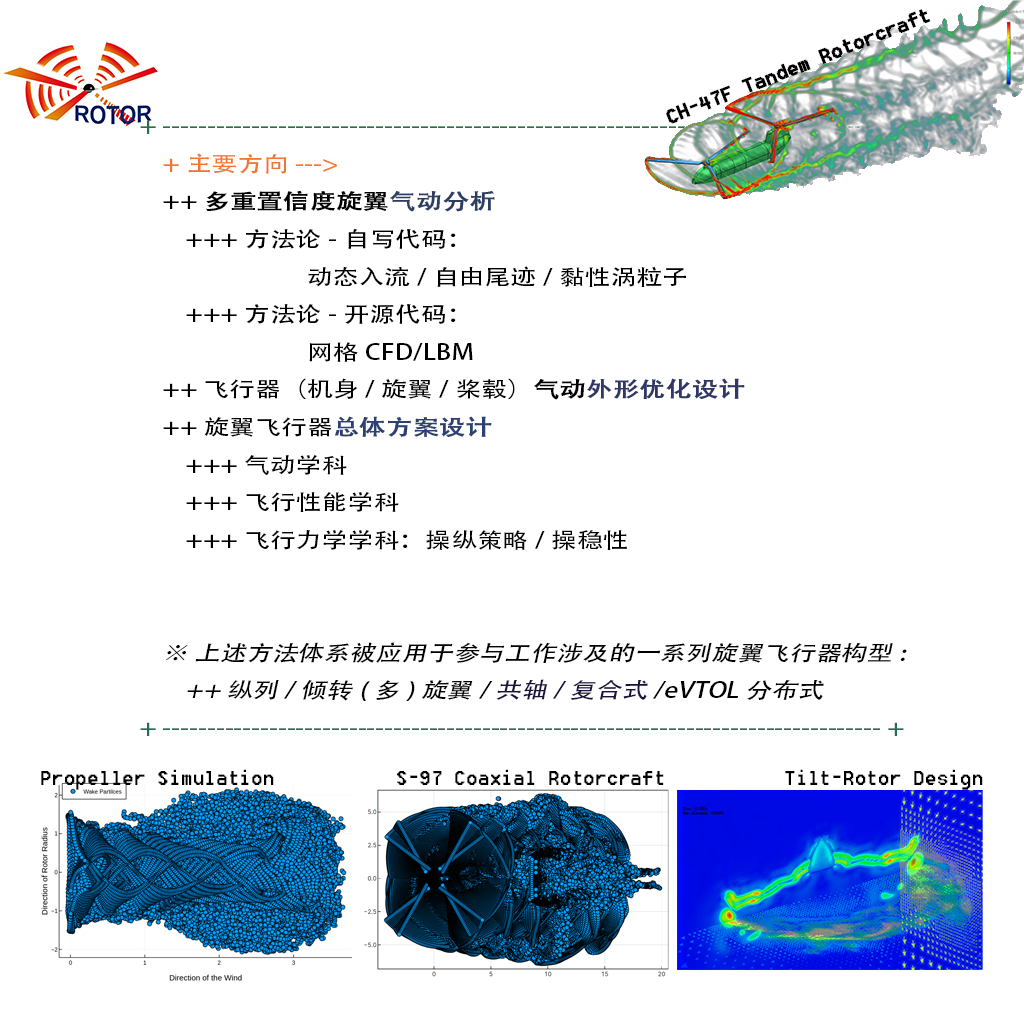 CH-47F Tandem Rotorcraft
ROTOR
+ 主要方向 --->
++ 多重置信度旋翼气动分析
+++ 方法论 - 自写代码：
动态入流 / 自由尾迹 / 黏性涡粒子
+++ 方法论 - 开源代码：
网格 CFD/LBM
++ 飞行器（机身 / 旋翼 / 桨毂）气动外形优化设计
++ 旋翼飞行器总体方案设计
+++ 气动学科
+++ 飞行性能学科
+++ 飞行力学学科：操纵策略 / 操稳性
※ 上述方法体系被应用于参与工作涉及的一系列旋翼飞行器构型 :
++ 纵列 / 倾转 ( 多 ) 旋翼 / 共轴 / 复合式 /eVTOL 分布式
Propeller Simulation
Wake Partilces
Direction of Rotor Radius
2
1
0
−1
−2
0 1 2 3
Direction of the Wind
S-97 Coaxial Rotorcraft
5.0
2.5
0.0
−2.5
−5.0
0 5 10 15 20
Tilt-Rotor Design